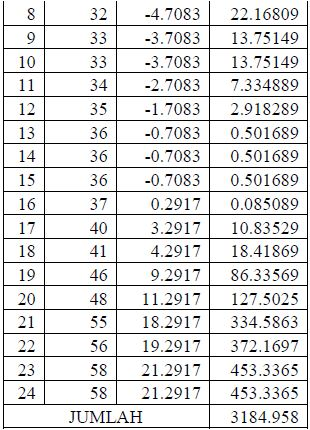 8 32 -4.7083 22.16809
9 33 -3.7083 13.75149
10 33 -3.7083 13.75149
11 34 -2.7083 7.334889
12 35 -1.7083 2.918289
13 36 -0.7083 0.501689
14 36 -0.7083 0.501689
15 36 -0.7083 0.501689
16 37 0.2917 0.085089
17 40 3.2917 10.83529
18 41 4.2917 18.41869
19 46 9.2917 86.33569
20 48 11.2917 127.5025
21 55 18.2917 334.5863
22 56 19.2917 372.1697
23 58 21.2917 453.3365
24 58 21.2917 453.3365
JUMLAH 3184.958